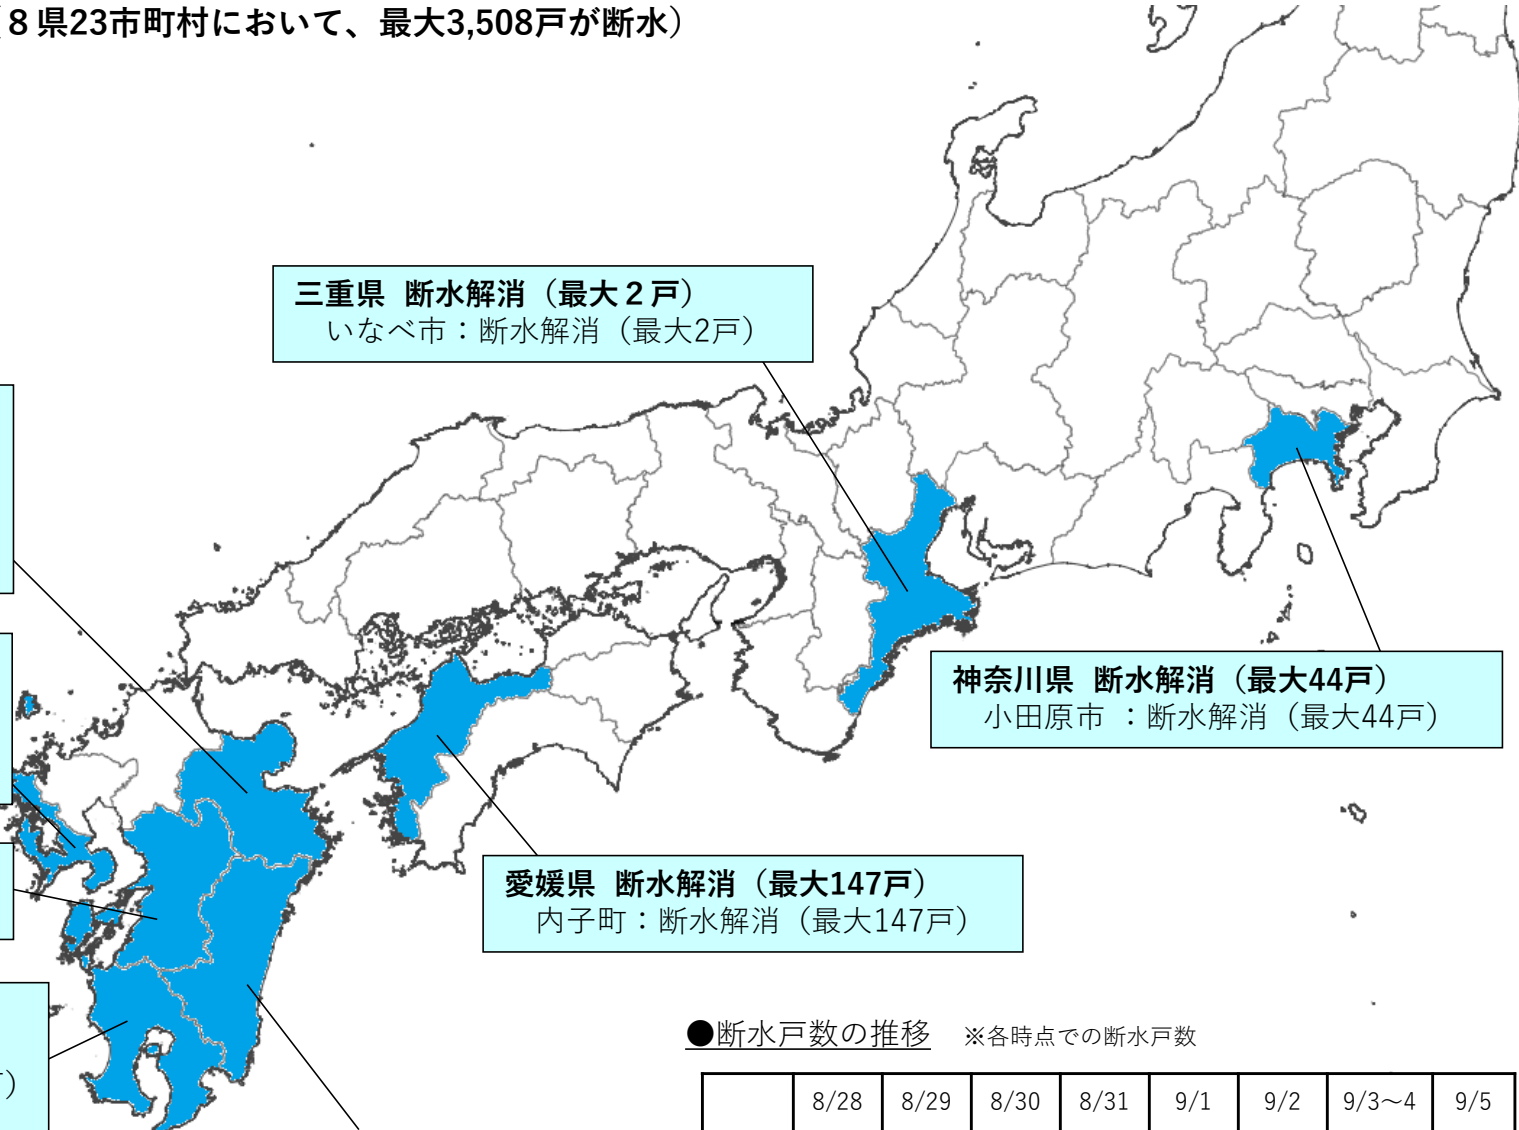 （８県23市町村において、最大3,508戸が断水）
三重県 断水解消（最大２戸）
いなべ市：断水解消（最大2戸）
神奈川県 断水解消（最大44戸）
小田原市 ：断水解消（最大44戸）
愛媛県 断水解消（最大147戸）
内子町：断水解消（最大147戸）
）
●断水戸数の推移 ※各時点での断水戸数
8/28 8/29 8/30 8/31 9/1 9/2 9/3～4 9/5